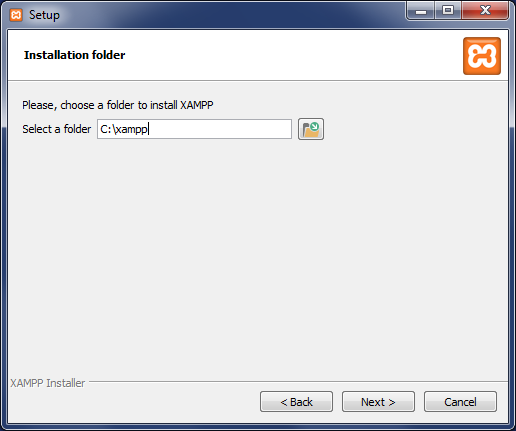 Setup
Installation folder
Please, choose a folder to install XAMPP
Select a folder C:\xampp
XAMPP Installer
< Back Next > Cancel